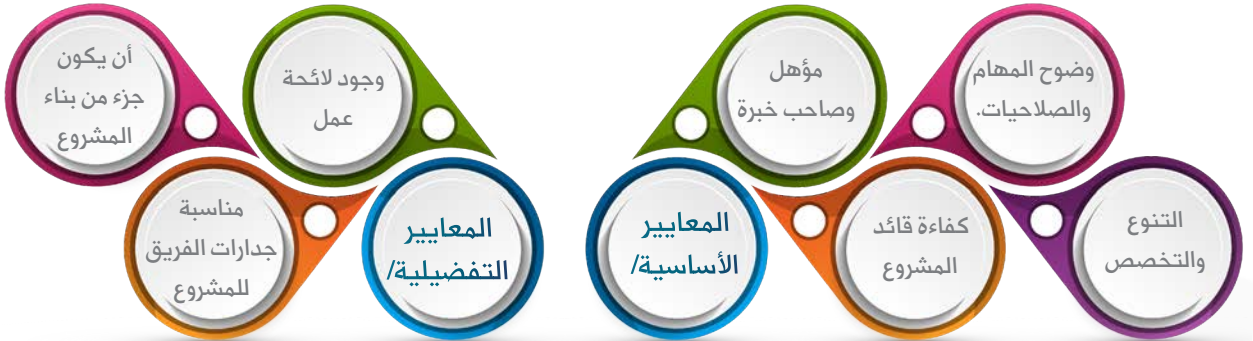 المعايير
الأساسية/
مؤهل
وصاحب خبرة
كفاءة قائد
المشروع
وضوح المهام
والصلاحيات.
التنوع
والتخصص
المعايير
التفضيلية/
وجود لائحة
عمل
مناسبة
جدارات الفريق
للمشروع
أن يكون
جزء من بناء
المشروع